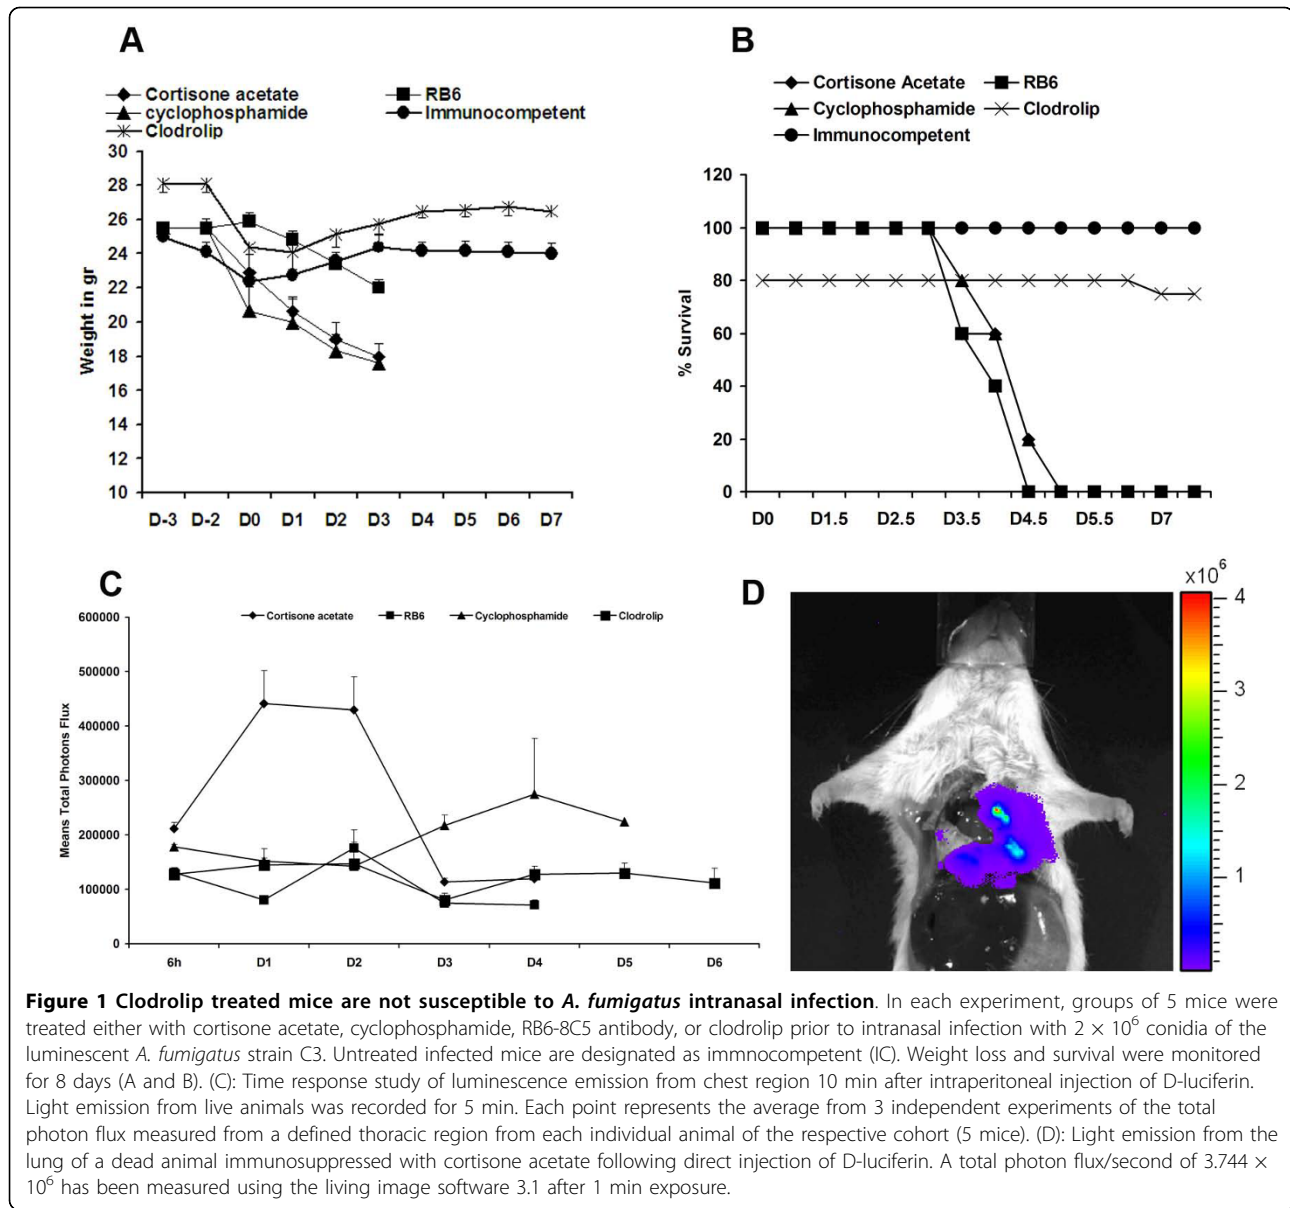 A
Cortisone acetate
RB6
cyclophosphamide
Immunocompetent
Clodrolip
Weight in gr
30
28
26
24
22
20
18
16
14
12
10
D-3 D-2 D0 D1 D2 D3 D4 D5 D6 D7
B
Cortisone Acetate
RB6
Cyclophosphamide
Clodrolip
Immunocompetent
% Survival
120
100
80
60
40
20
0
D0 D1.5 D2.5 D3.5 D4.5 D5.5 D7
C
Cortisone acetate RB6 Cyclophosphamide Clodrolip
Means Total Photons Flux
600000
500000
400000
300000
200000
100000
0
6h D1 D2 D3 D4 D5 D6
D
x10⁶
4
3
2
1
Figure 1 Clodrolip treated mice are not susceptible to A. fumigatus intranasal infection. In each experiment, groups of 5 mice were
treated either with cortisone acetate, cyclophosphamide, RB6-8C5 antibody, or clodrolip prior to intranasal infection with 2 × 10⁶ conidia of the
luminescent A. fumigatus strain C3. Untreated infected mice are designated as immnocompetent (IC). Weight loss and survival were monitored
for 8 days (A and B). (C): Time response study of luminescence emission from chest region 10 min after intraperitoneal injection of D-luciferin.
Light emission from live animals was recorded for 5 min. Each point represents the average from 3 independent experiments of the total
photon flux measured from a defined thoracic region from each individual animal of the respective cohort (5 mice). (D): Light emission from the
lung of a dead animal immunosuppressed with cortisone acetate following direct injection of D-luciferin. A total photon flux/second of 3.744 ×
10⁶ has been measured using the living image software 3.1 after 1 min exposure.